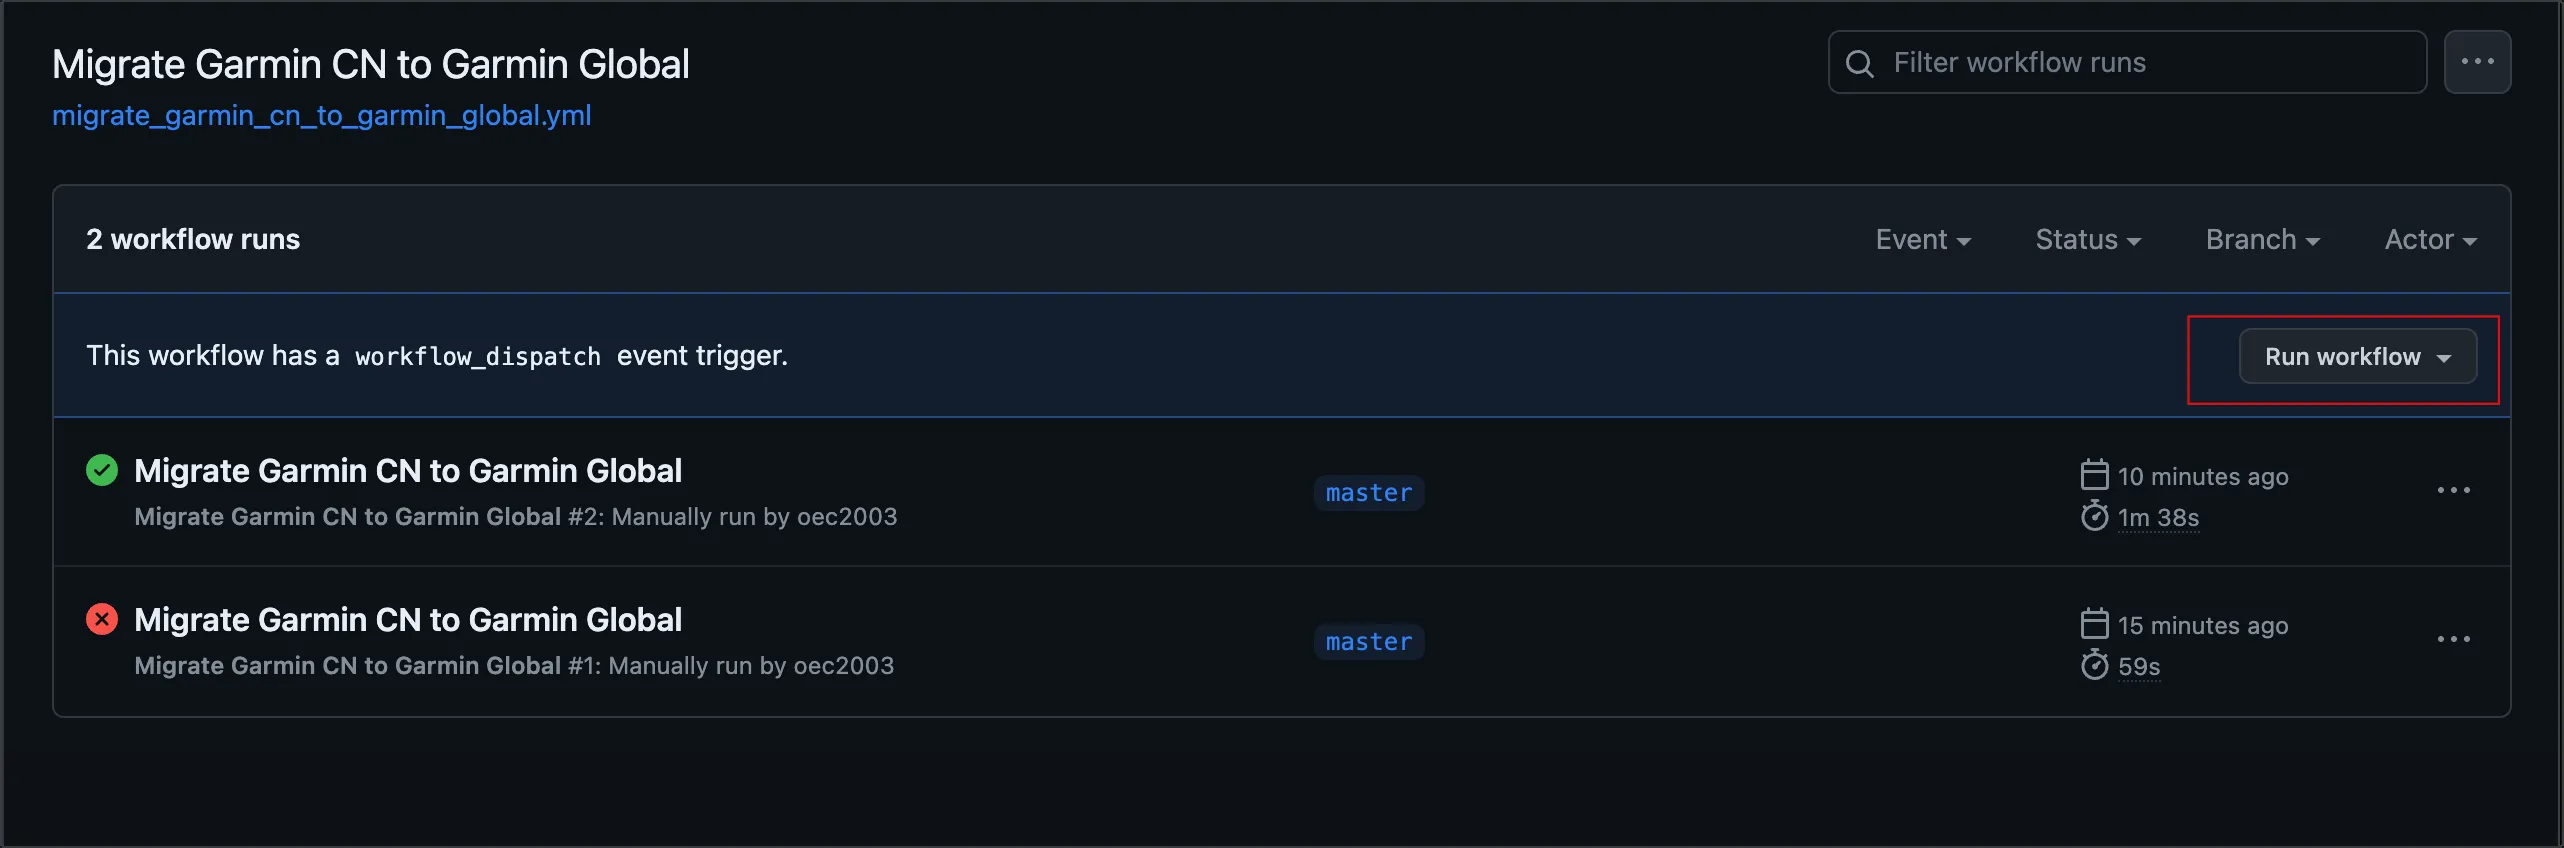 Migrate Garmin CN to Garmin Global
Filter workflow runs
migrate_garmin_cn_to_garmin_global.yml
2 workflow runs
Event
Status
Branch
Actor
This workflow has a workflow_dispatch event trigger.
Run workflow
Migrate Garmin CN to Garmin Global
Migrate Garmin CN to Garmin Global #2: Manually run by oec2003
master
10 minutes ago
1m 38s
Migrate Garmin CN to Garmin Global
Migrate Garmin CN to Garmin Global #1: Manually run by oec2003
master
15 minutes ago
59s